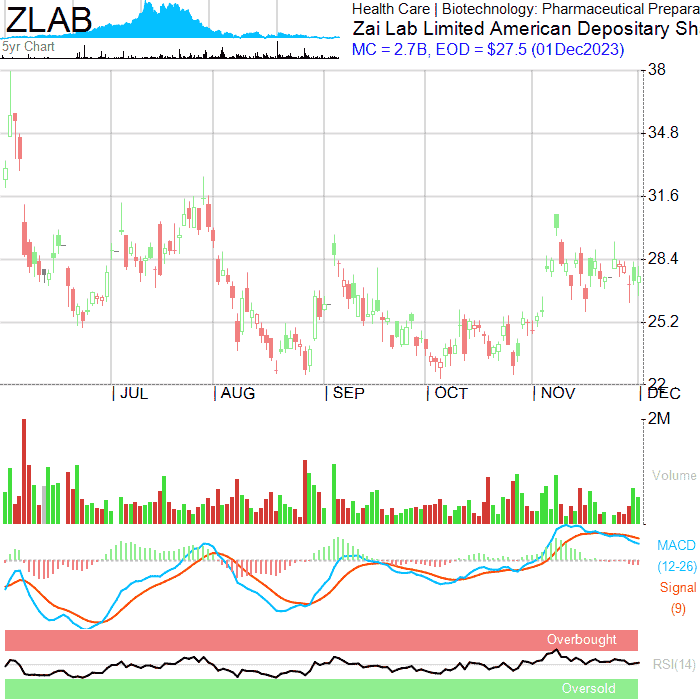 ZLAB
5yr Chart
Health Care | Biotechnology: Pharmaceutical Prepara
Zai Lab Limited American Depositary Sh
MC = 2.7B, EOD = $27.5 (01Dec2023)
38
34.8
31.6
28.4
25.2
22
JUL AUG SEP OCT NOV DEC
2M
Volume
MACD
(12-26)
Signal
(9)
Overbought
RSI(14)
Oversold